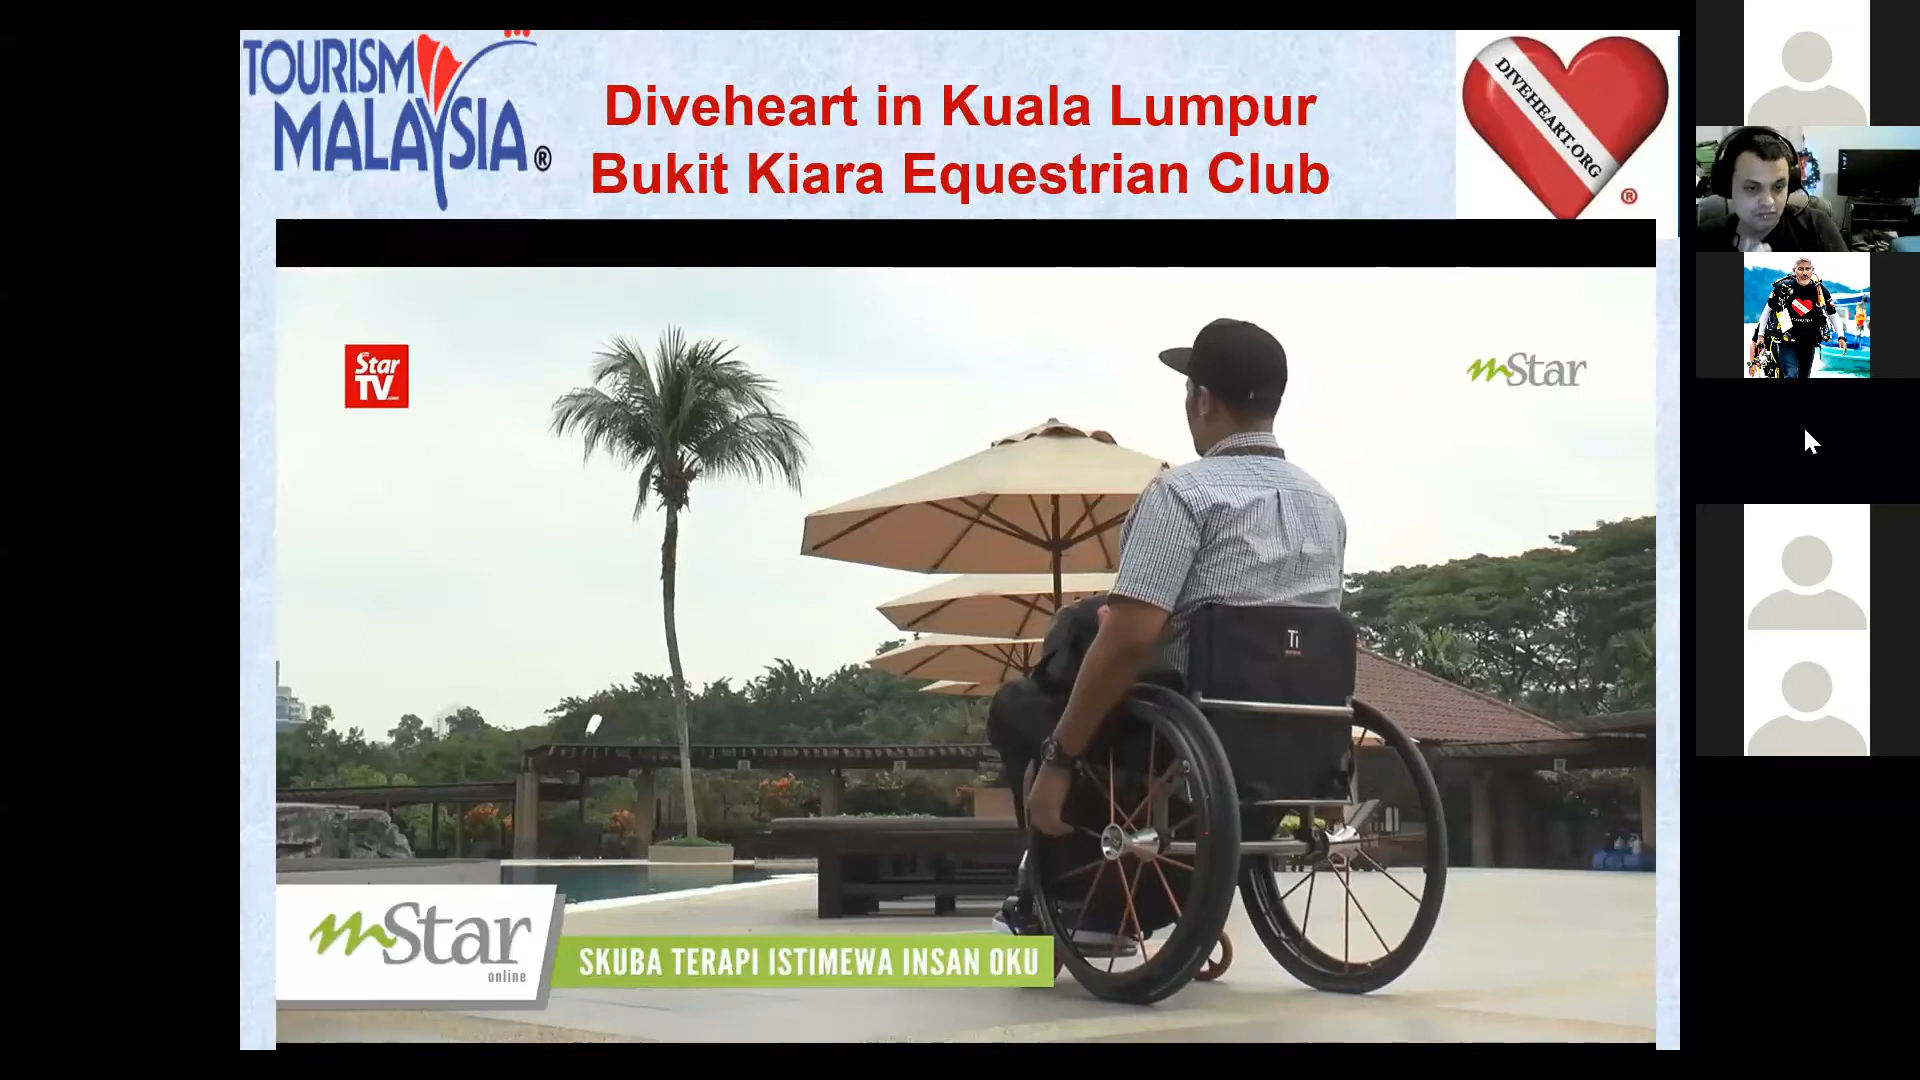 TOURISM
MALAYSIA®
Diveheart in Kuala Lumpur
Bukit Kiara Equestrian Club
DIVEHEART.ORG
®
Star
TV.com
mStar
Ti
mStar
online
SKUBA TERAPI ISTIMEWA INSAN OKU